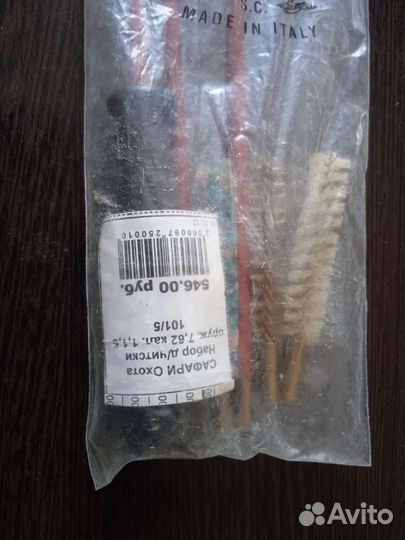 S.C.
MADE IN ITALY
САФАРИ Охота
Набор д/чистки
оруж. 7,62 кал. 1,1,S
101/5
546.00 руб.
Avito